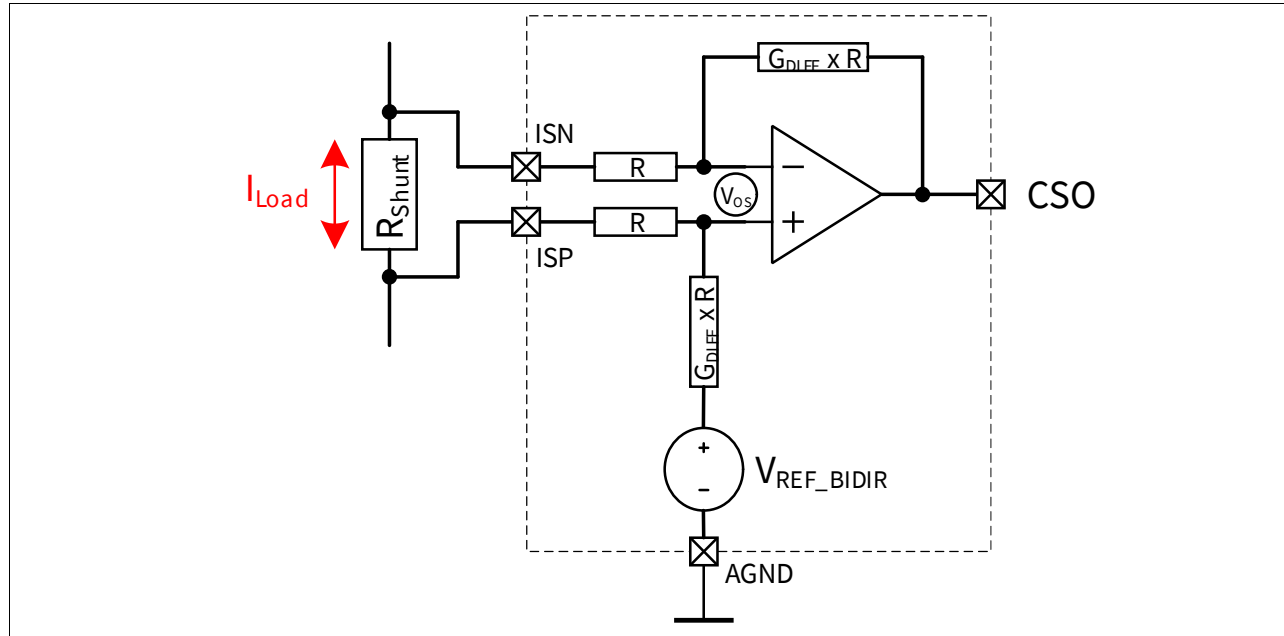 G_DIFF x R
ISN
R
I_Load
R_Shunt
V_OS
−
+
CSO
R
ISP
G_DIFF x R
+
−
V_REF_BIDIR
AGND